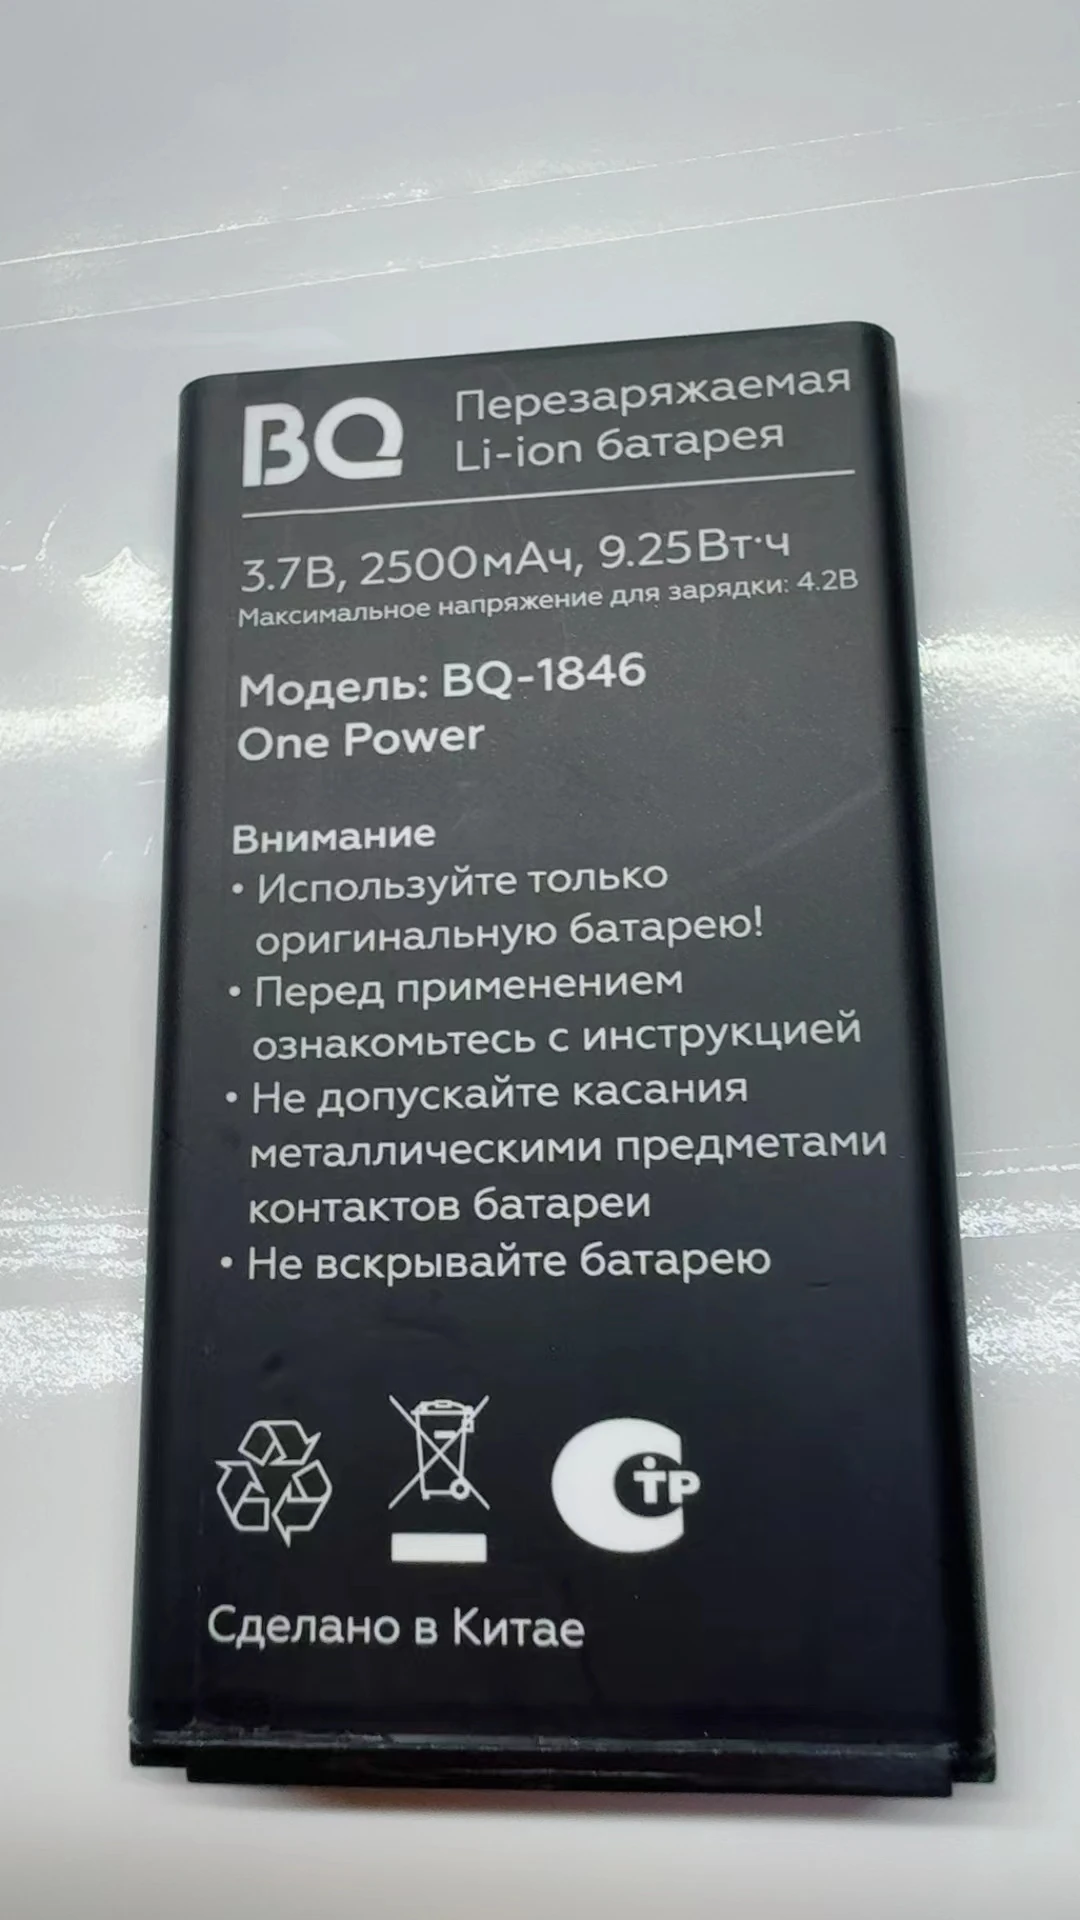 BQ
Перезаряжаемая
Li-ion батарея
3.7В, 2500мАч, 9.25Вт·ч
Максимальное напряжение для зарядки: 4.2В
Модель: BQ-1846
One Power
Внимание
• Используйте только
оригинальную батарею!
• Перед применением
ознакомьтесь с инструкцией
• Не допускайте касания
металлическими предметами
контактов батареи
• Не вскрывайте батарею
СТР
Сделано в Китае